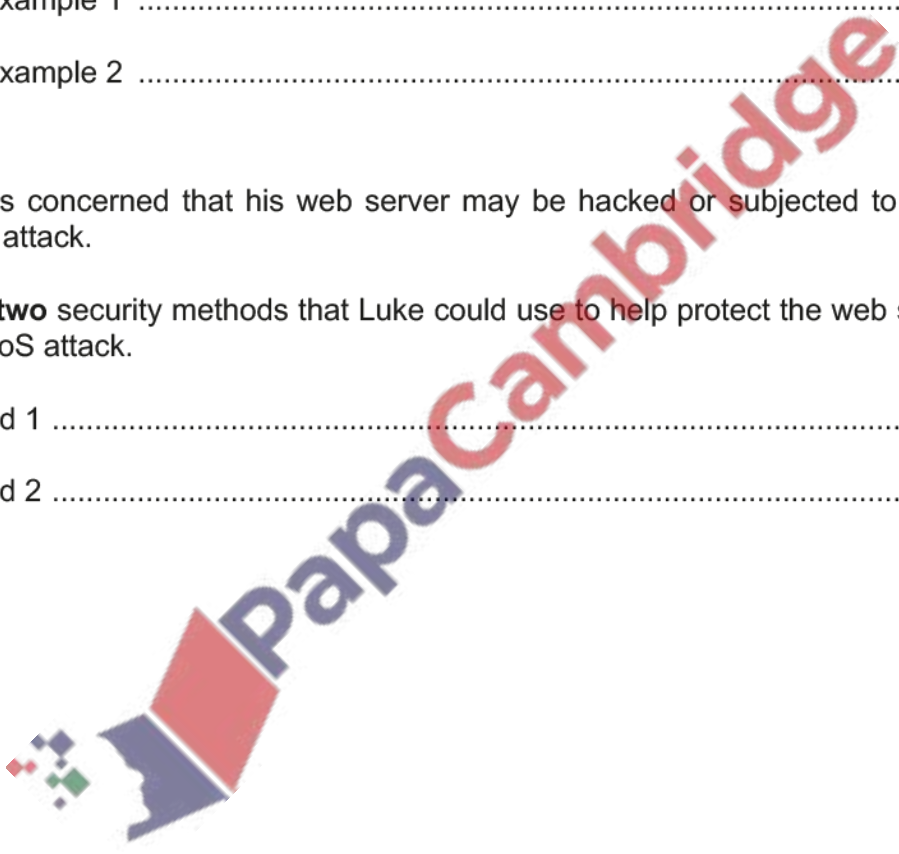 xample 1 ........................................................................................
xample 2 ........................................................................................
s concerned that his web server may be hacked or subjected to
attack.
two security methods that Luke could use to help protect the web
oS attack.
d 1 ....................................................................................................
d 2 ....................................................................................................
PapaCambridge